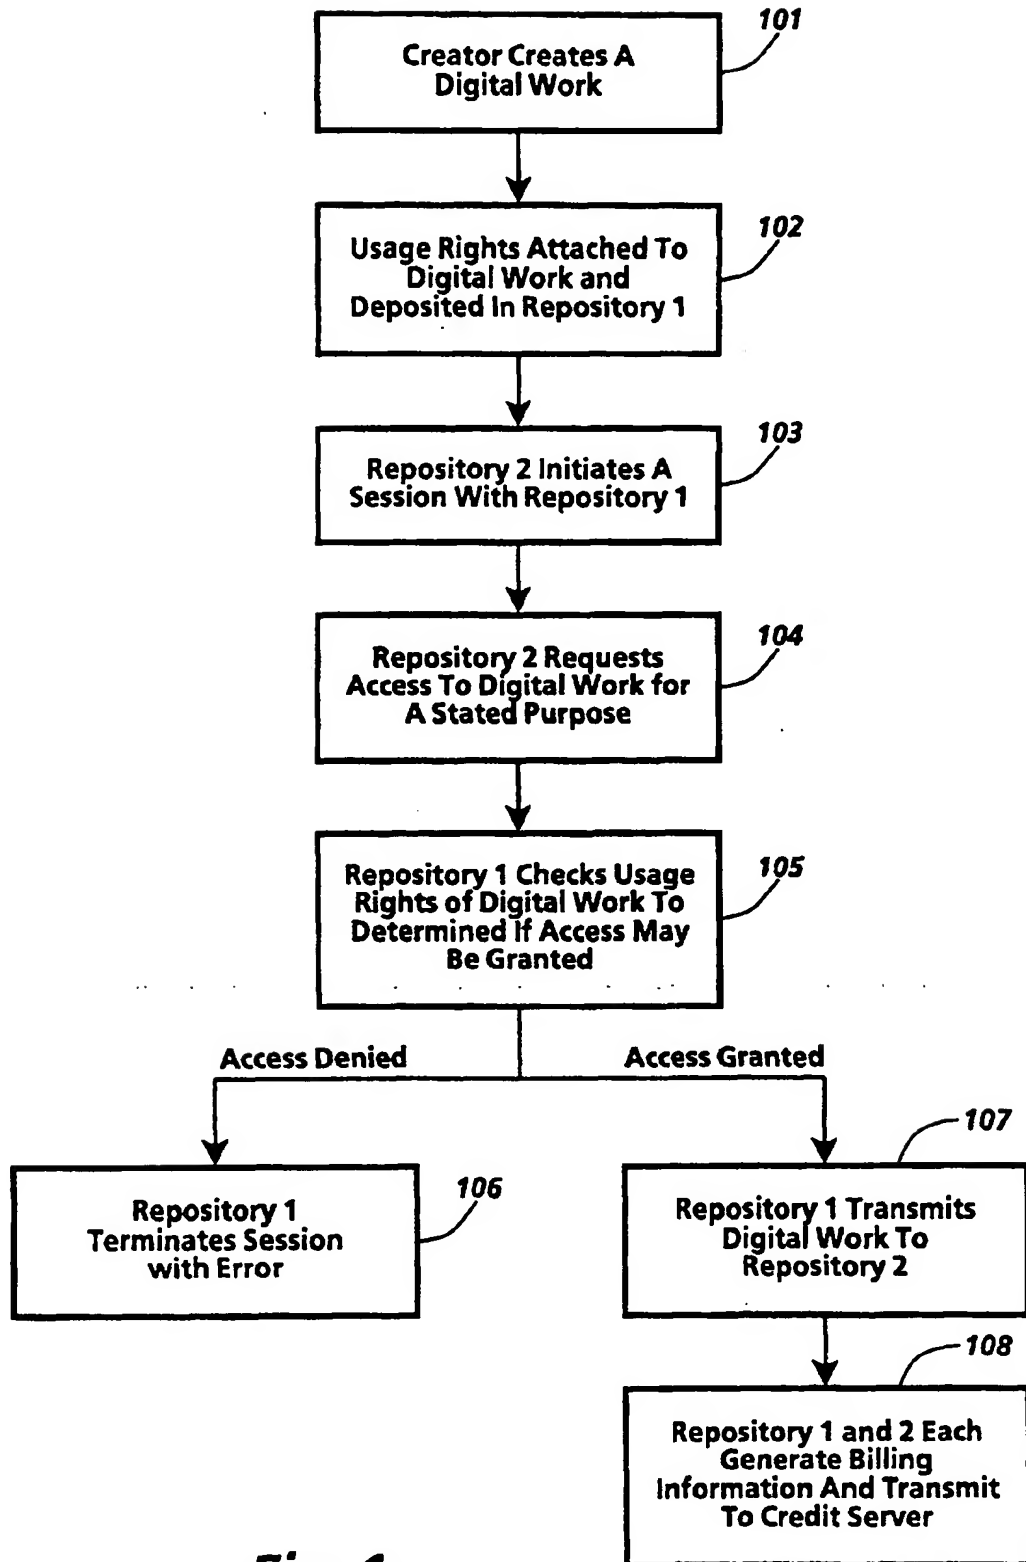 101
Creator Creates A
Digital Work
102
Usage Rights Attached To
Digital Work and
Deposited In Repository 1
103
Repository 2 Initiates A
Session With Repository 1
104
Repository 2 Requests
Access To Digital Work for
A Stated Purpose
105
Repository 1 Checks Usage
Rights of Digital Work To
Determined If Access May
Be Granted
Access Denied
Access Granted
106
Repository 1
Terminates Session
with Error
107
Repository 1 Transmits
Digital Work To
Repository 2
108
Repository 1 and 2 Each
Generate Billing
Information And Transmit
To Credit Server